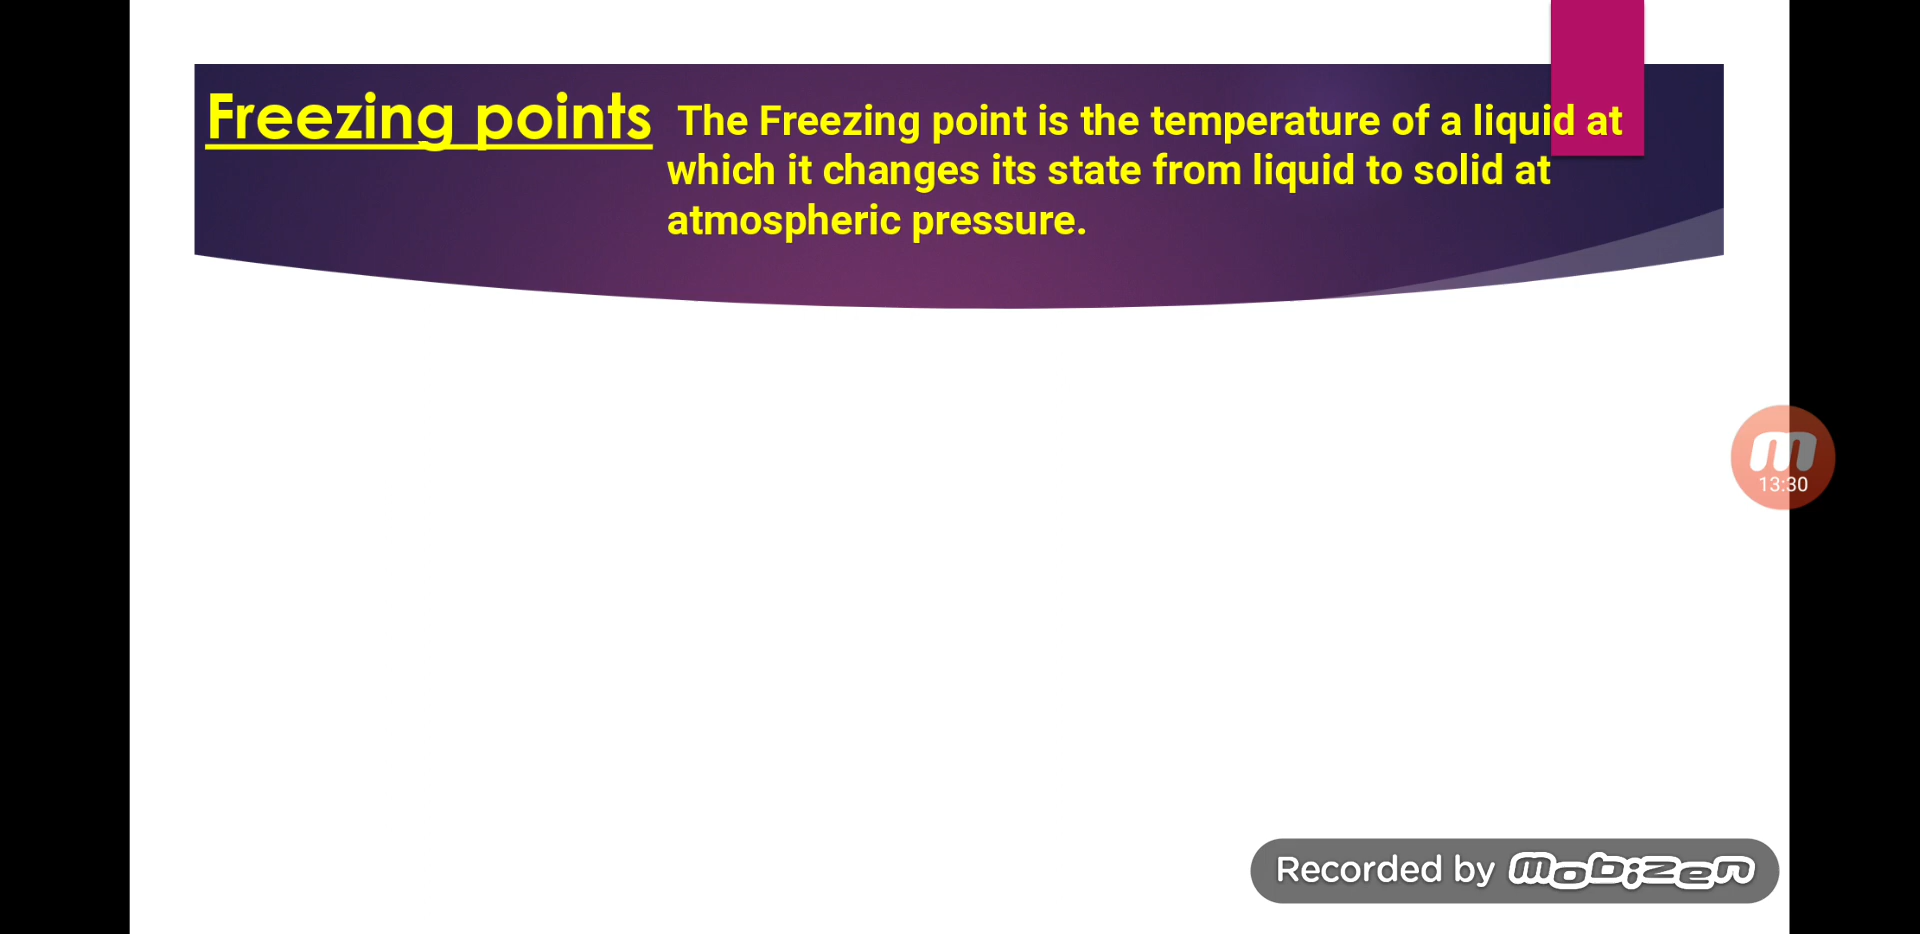 Freezing points
The Freezing point is the temperature of a liquid at
which it changes its state from liquid to solid at
atmospheric pressure.
13:30
Recorded by mobizen